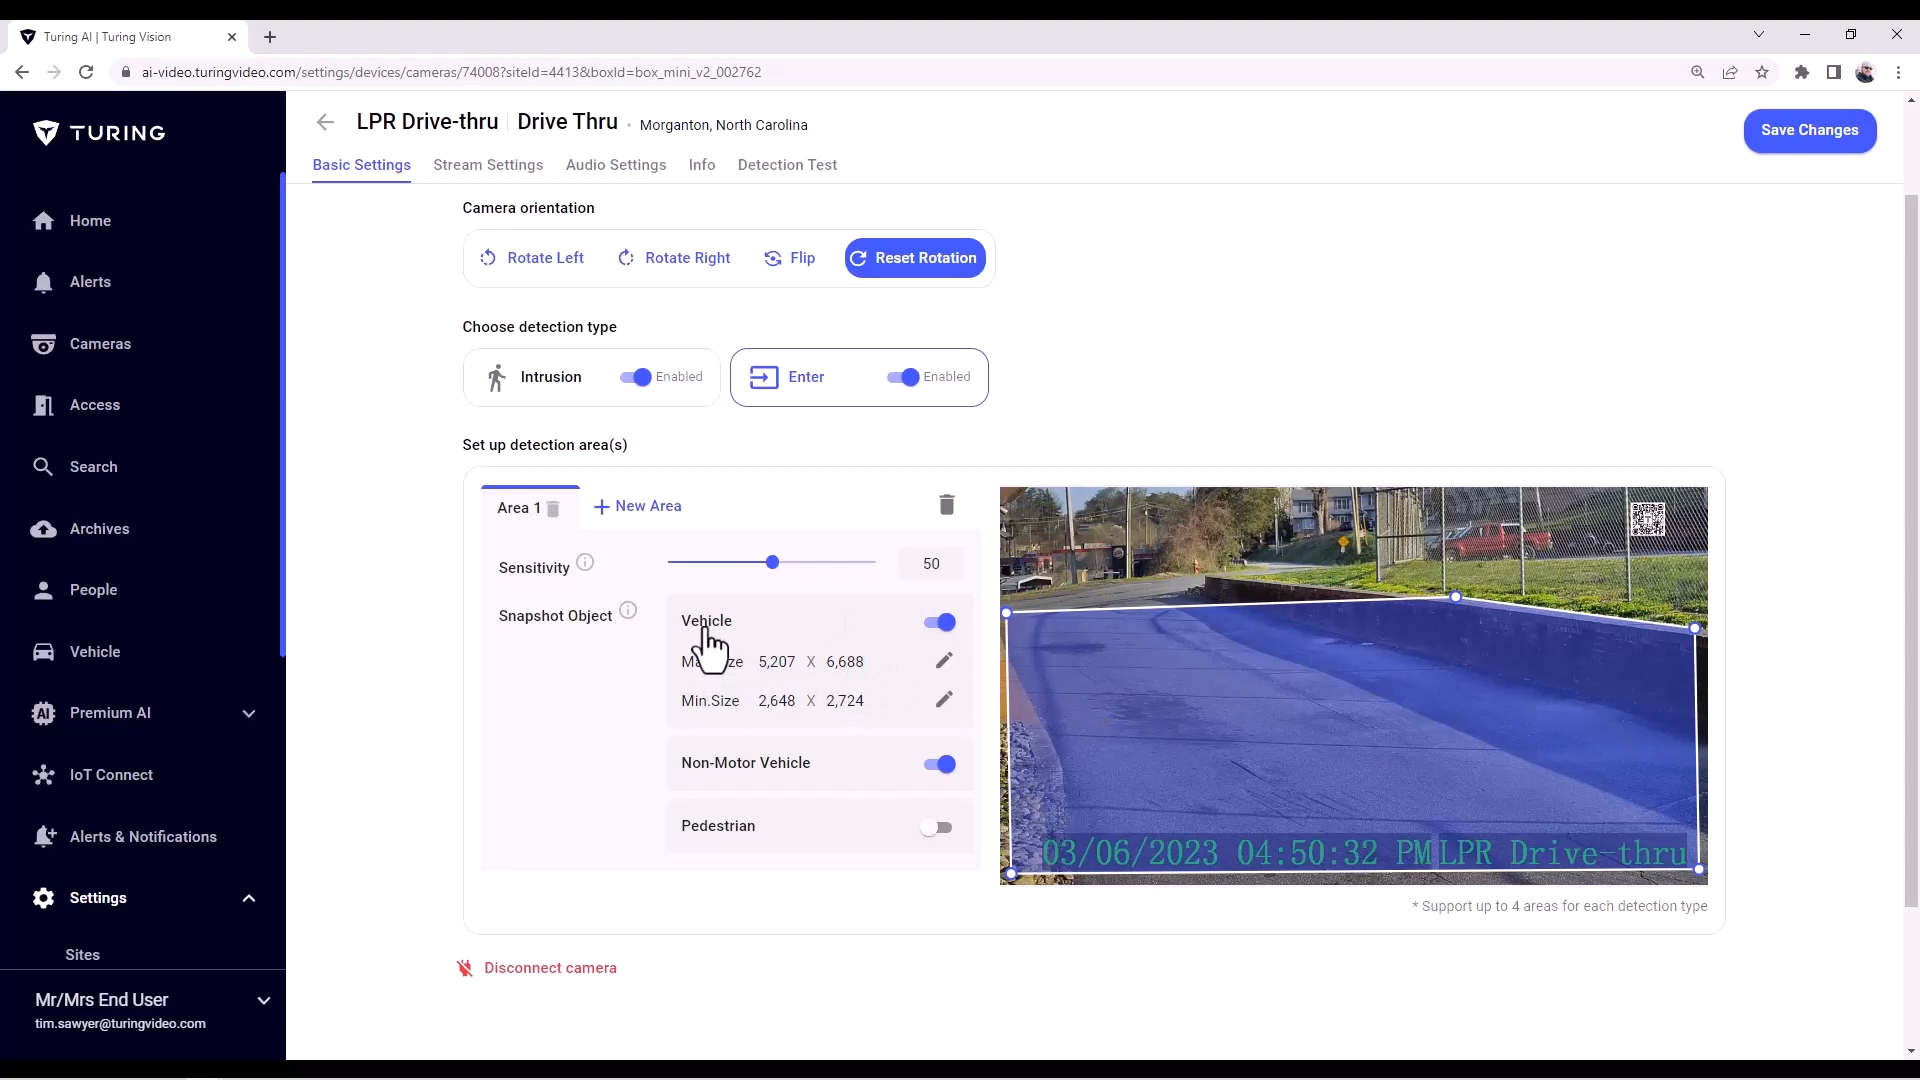 Turing AI | Turing Vision
ai-video.turingvideo.com/settings/devices/cameras/74008?siteId=4413&boxId=box_mini_v2_002762
TURING
LPR Drive-thru Drive Thru - Morganton, North Carolina
Save Changes
Basic Settings Stream Settings Audio Settings Info Detection Test
Home
Alerts
Cameras
Access
Search
Archives
People
Vehicle
AI Premium AI
IoT Connect
Alerts & Notifications
Settings
Sites
Mr/Mrs End User
tim.sawyer@turingvideo.com
Camera orientation
Rotate Left Rotate Right Flip Reset Rotation
Choose detection type
Intrusion Enabled Enter Enabled
Set up detection area(s)
Area 1 + New Area
Sensitivity 50
Snapshot Object
Vehicle
5,207 X 6,688
Min.Size 2,648 X 2,724
Non-Motor Vehicle
Pedestrian
03/06/2023 04:50:32 PM LPR Drive-thru
* Support up to 4 areas for each detection type
Disconnect camera